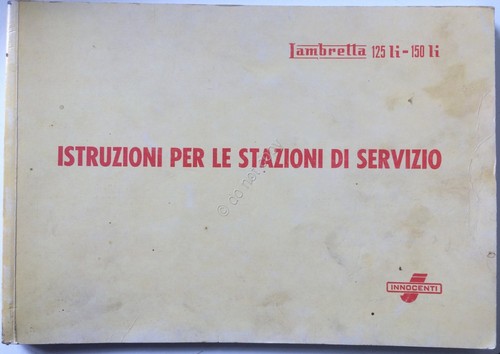 Lambretta 125 li - 150 li
ISTRUZIONI PER LE STAZIONI DI SERVIZIO
INNOCENTI